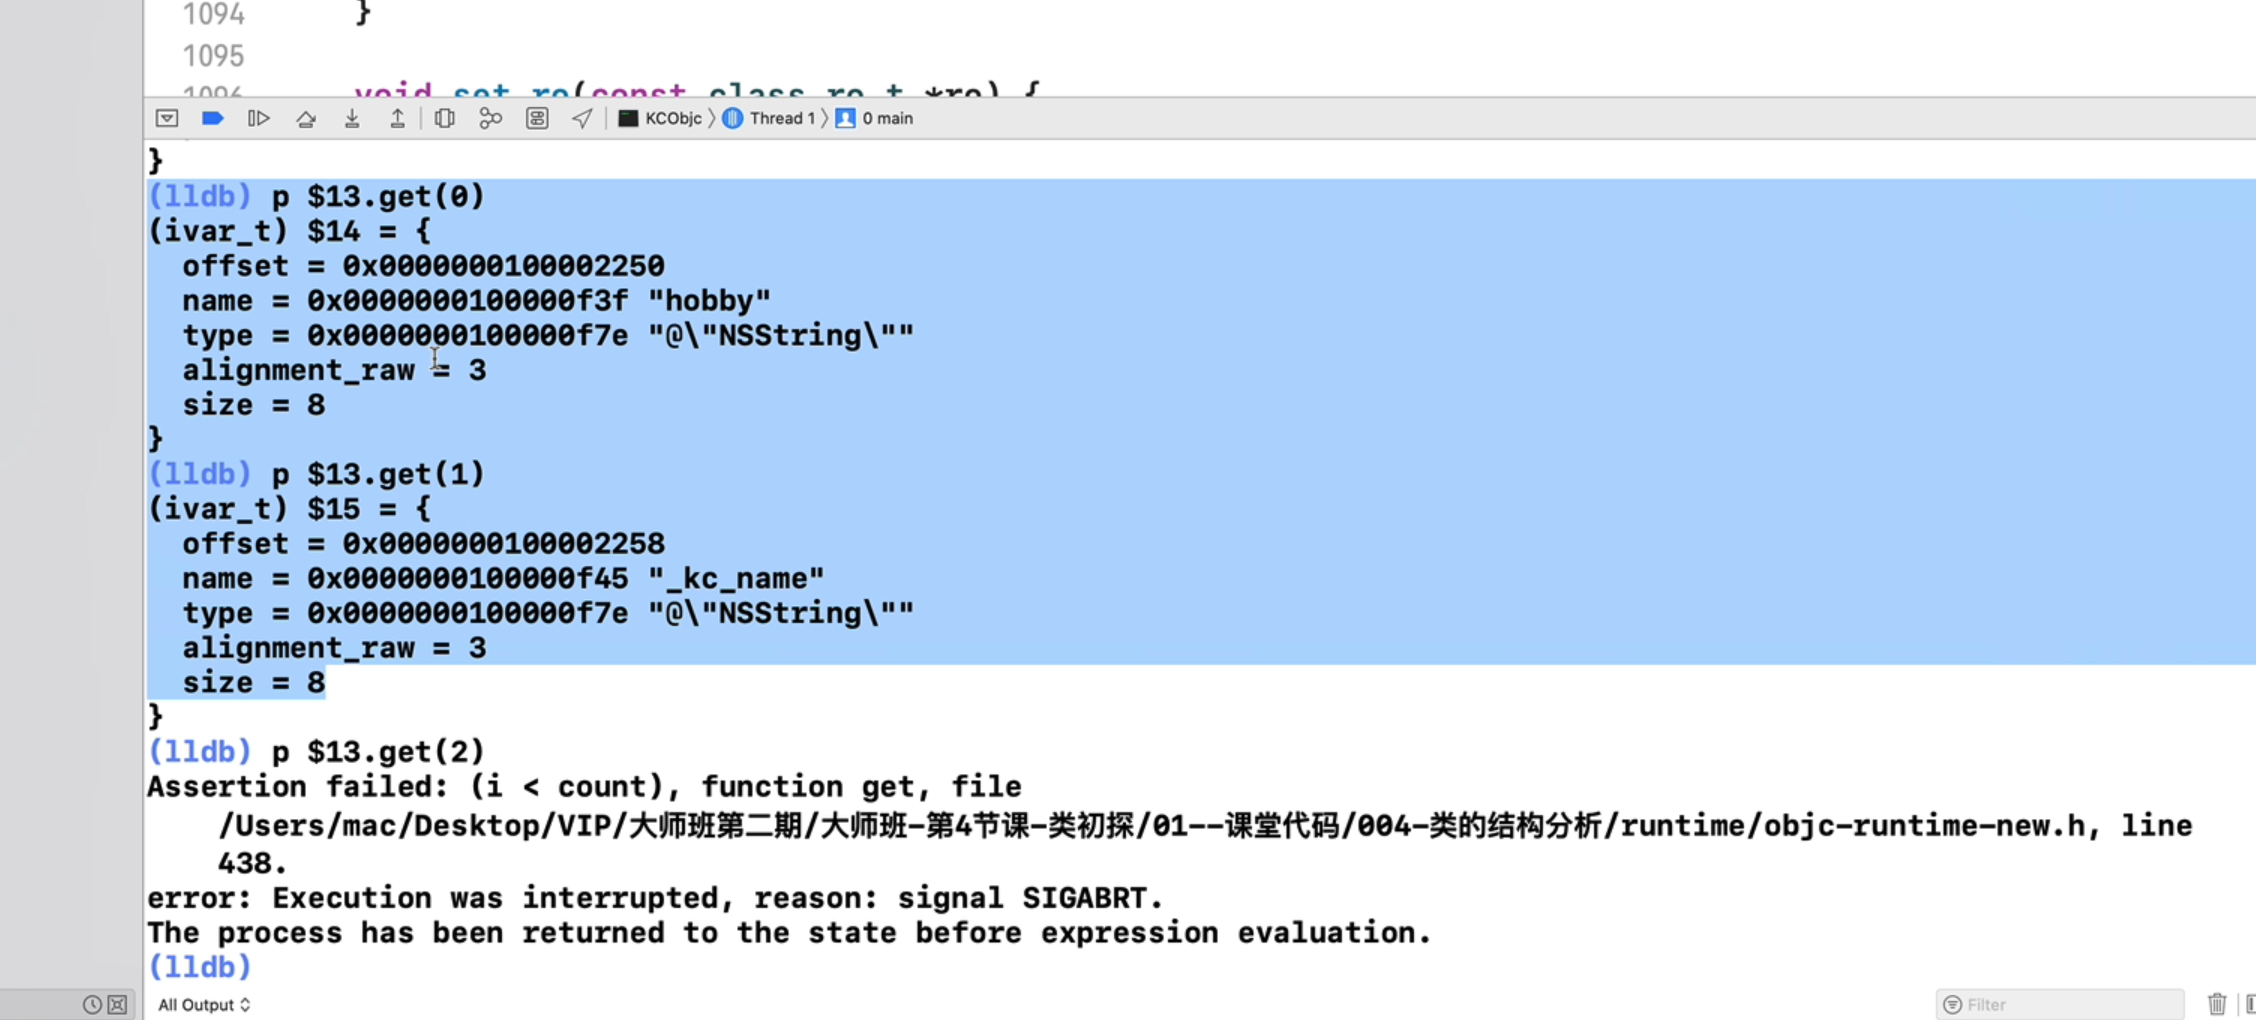 1094 }
1095
1096 void set_ro(const class_ro_t *ro) {
KCObjc 〉 Thread 1 〉 0 main
}
(lldb) p $13.get(0)
(ivar_t) $14 = {
offset = 0x0000000100002250
name = 0x0000000100000f3f "hobby"
type = 0x0000000100000f7e "@\"NSString\""
alignment_raw = 3
size = 8
}
(lldb) p $13.get(1)
(ivar_t) $15 = {
offset = 0x0000000100002258
name = 0x0000000100000f45 "_kc_name"
type = 0x0000000100000f7e "@\"NSString\""
alignment_raw = 3
size = 8
}
(lldb) p $13.get(2)
Assertion failed: (i < count), function get, file
/Users/mac/Desktop/VIP/大师班第二期/大师班-第4节课-类初探/01--课堂代码/004-类的结构分析/runtime/objc-runtime-new.h, line
438.
error: Execution was interrupted, reason: signal SIGABRT.
The process has been returned to the state before expression evaluation.
(lldb)
All Output
Filter